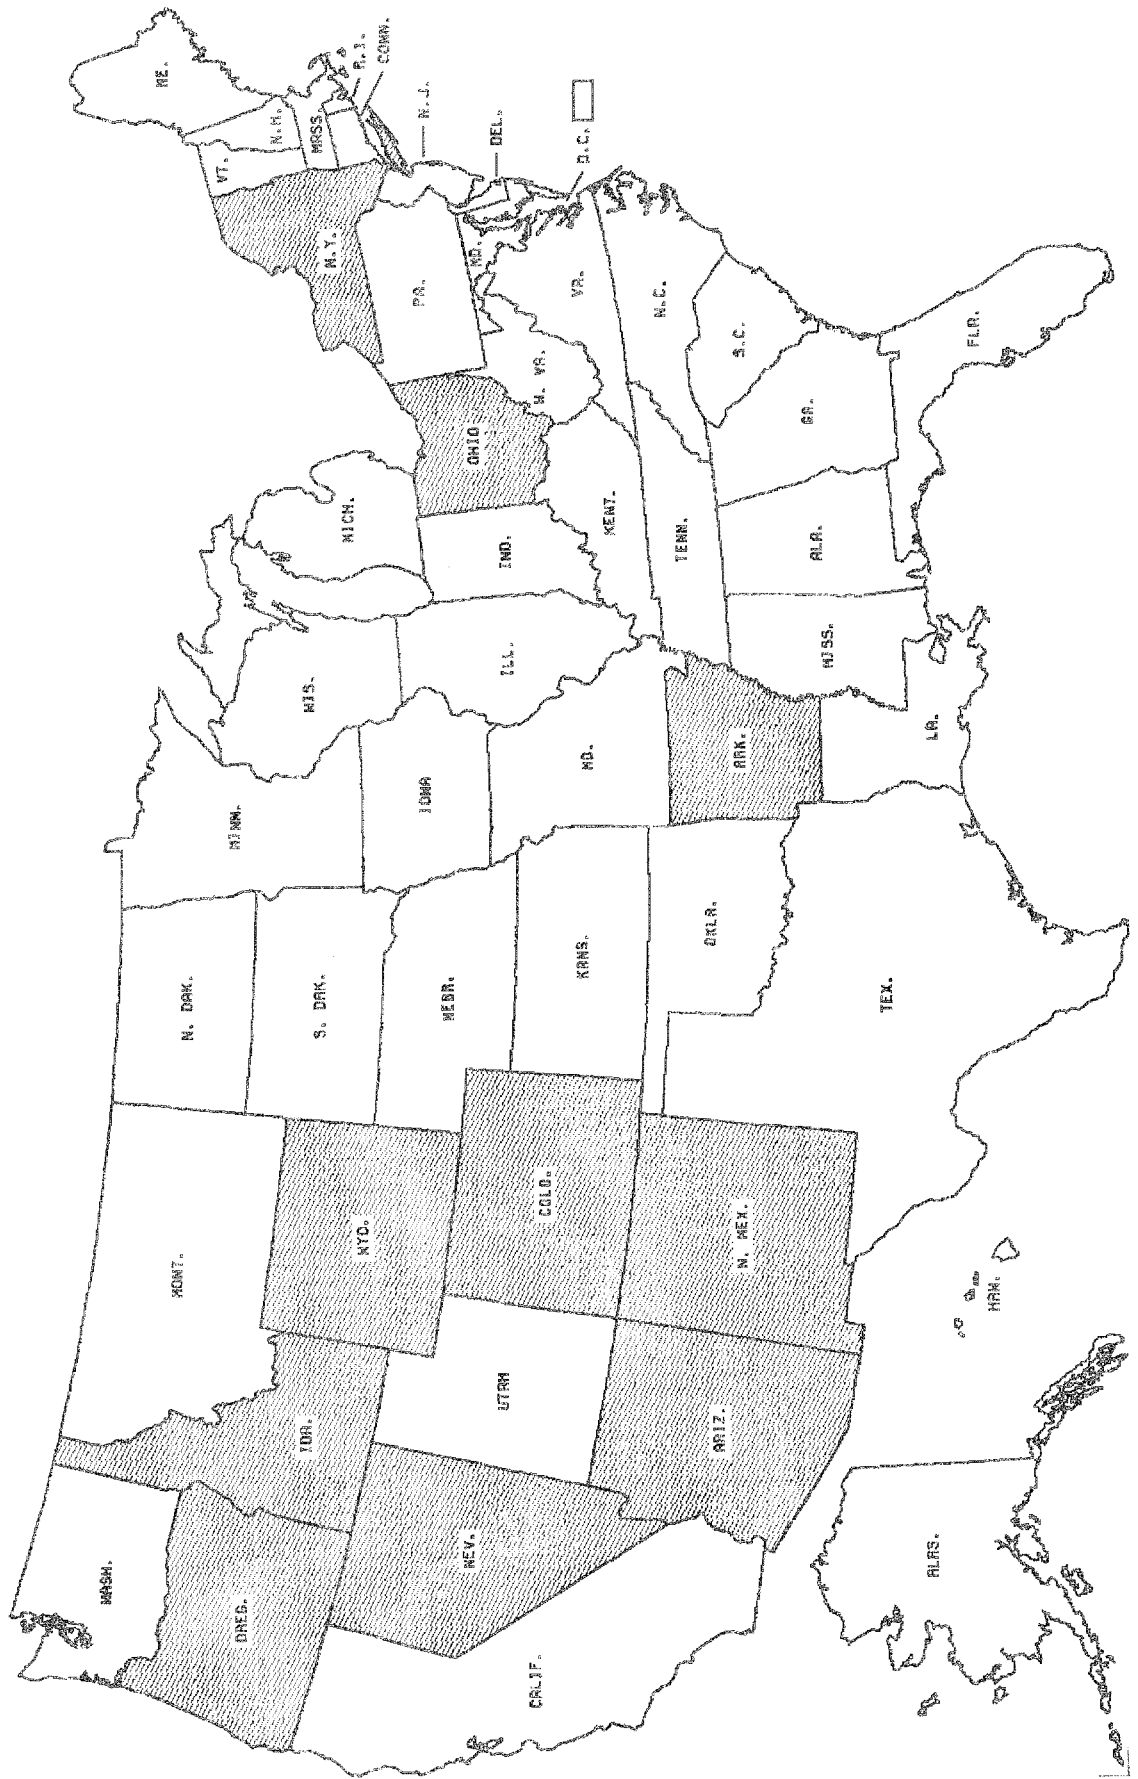 WASH.
OREG.
CALIF.
NEV.
IDA.
MONT.
WYO.
UTAH
ARIZ.
COLO.
N. MEX.
N. DAK.
S. DAK.
NEBR.
KANS.
OKLA.
TEX.
MINN.
IOWA
MO.
ARK.
LA.
WIS.
ILL.
MICH.
IND.
OHIO
KENT.
TENN.
MISS.
ALA.
GA.
FLA.
S.C.
N.C.
VA.
W. VA.
MD.
PA.
N.Y.
VT.
N.H.
ME.
MASS.
R.I.
CONN.
N.J.
DEL.
D.C.
ALAS.
HAW.